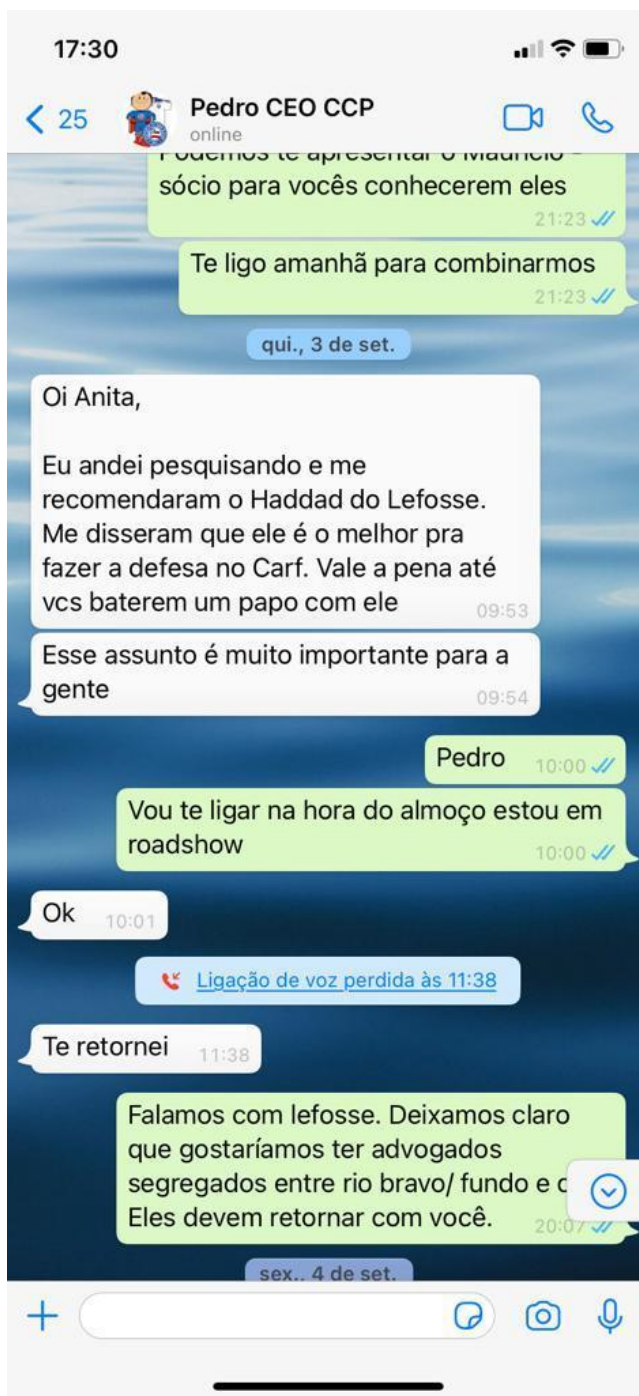 17:30
25
Pedro CEO CCP
online
sócio para vocês conhecerem eles
21:23
Te ligo amanhã para combinarmos
21:23
qui., 3 de set.
Oi Anita,
Eu andei pesquisando e me
recomendaram o Haddad do Lefosse.
Me disseram que ele é o melhor pra
fazer a defesa no Carf. Vale a pena até
vcs baterem um papo com ele
09:53
Esse assunto é muito importante para a
gente
09:54
Pedro
10:00
Vou te ligar na hora do almoço estou em
roadshow
10:00
Ok
10:01
Ligação de voz perdida às 11:38
Te retornei
11:38
Falamos com lefosse. Deixamos claro
que gostaríamos ter advogados
segregados entre rio bravo/ fundo e
Eles devem retornar com você.
20:07
sex., 4 de set.